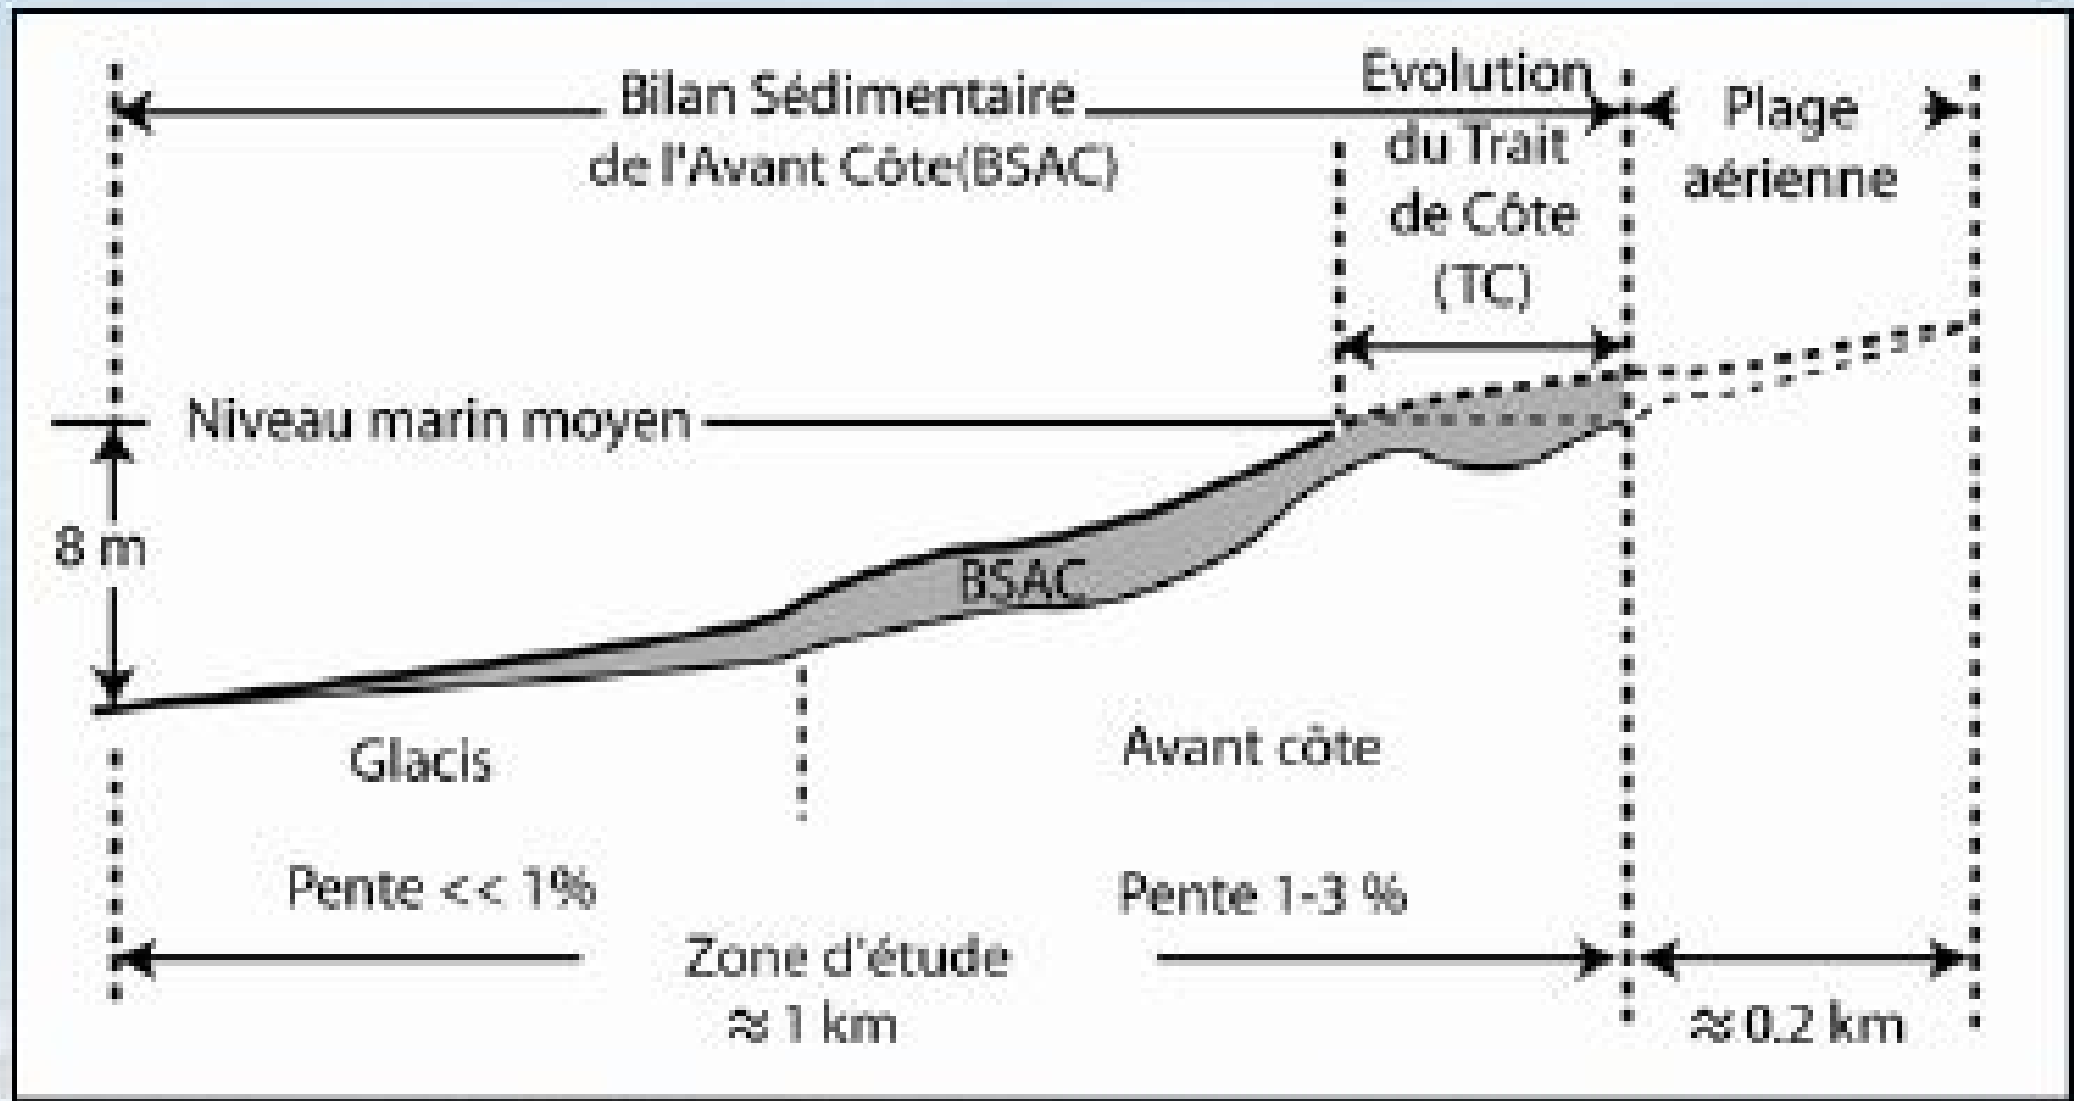 Bilan Sédimentaire
de l'Avant Côte(BSAC)
Evolution
du Trait
de Côte
(TC)
Plage
aérienne
Niveau marin moyen
8 m
BSAC
Glacis
Avant côte
Pente << 1%
Pente 1-3 %
Zone d'étude
≈ 1 km
≈ 0.2 km